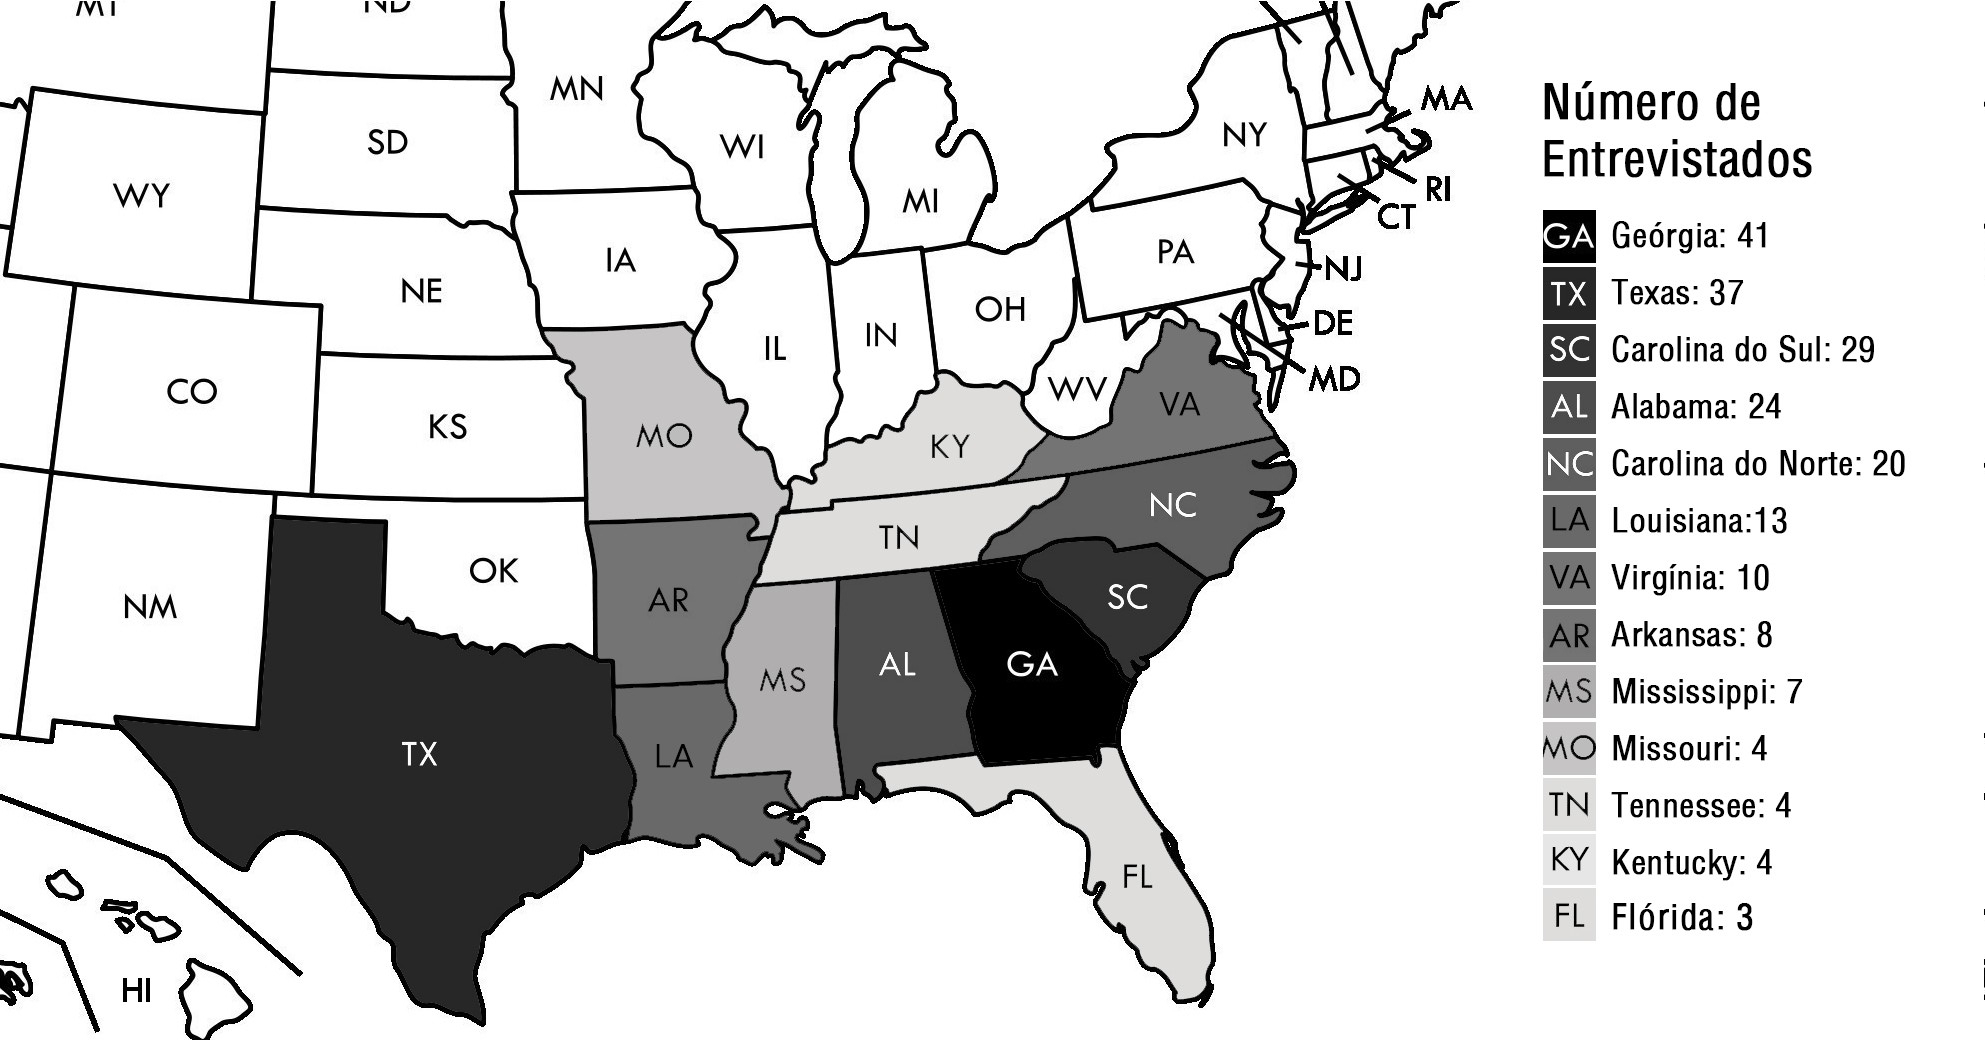 MT
ND
MN
WI
MI
NY
MA
RI
CT
NJ
DE
MD
SD
WY
NE
IA
IL
IN
OH
PA
WV
VA
CO
KS
MO
KY
NC
TN
NM
OK
AR
SC
TX
LA
MS
AL
GA
FL
HI
Número de
Entrevistados
GA Geórgia: 41
TX Texas: 37
SC Carolina do Sul: 29
AL Alabama: 24
NC Carolina do Norte: 20
LA Louisiana:13
VA Virgínia: 10
AR Arkansas: 8
MS Mississippi: 7
MO Missouri: 4
TN Tennessee: 4
KY Kentucky: 4
FL Flórida: 3